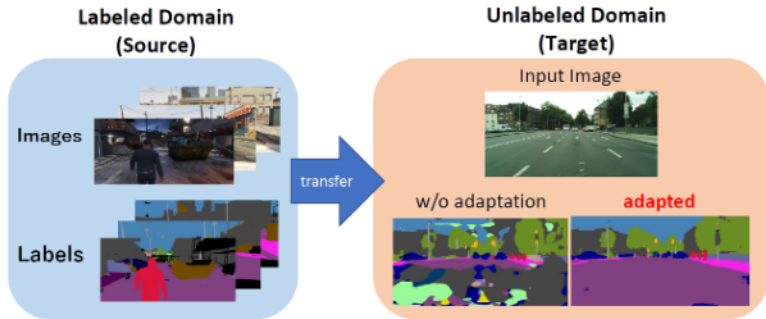 Labeled Domain
(Source)
Images
Labels
transfer
Unlabeled Domain
(Target)
Input Image
w/o adaptation
adapted